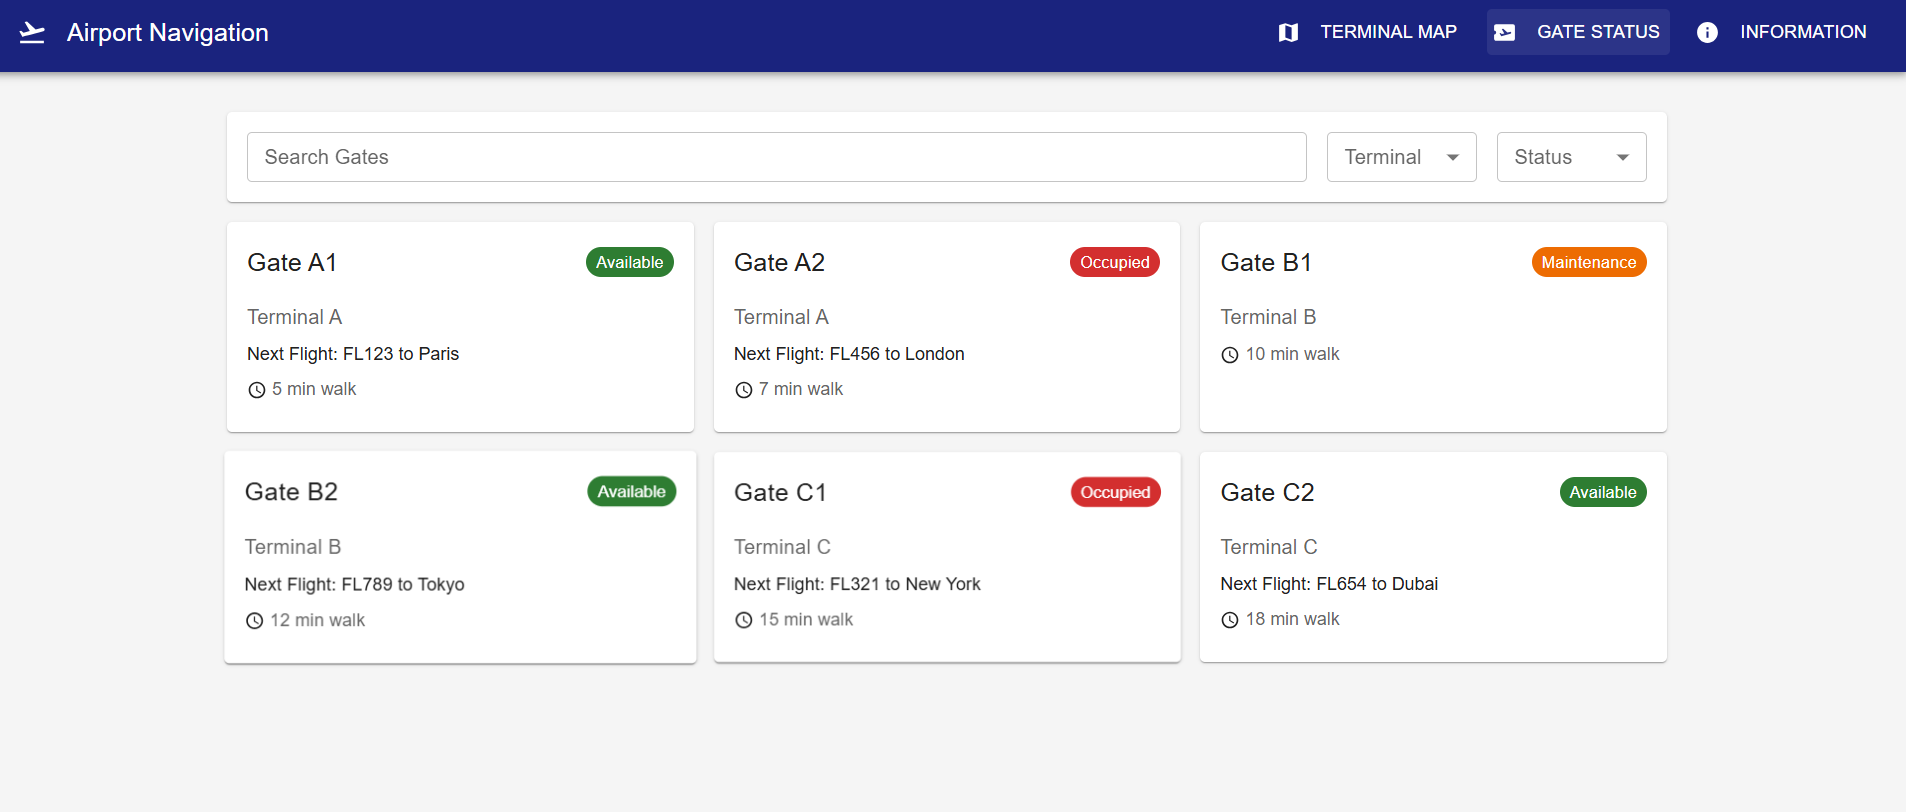 Airport Navigation
TERMINAL MAP
GATE STATUS
INFORMATION
Search Gates
Terminal
Status
Gate A1
Available
Terminal A
Next Flight: FL123 to Paris
5 min walk
Gate A2
Occupied
Terminal A
Next Flight: FL456 to London
7 min walk
Gate B1
Maintenance
Terminal B
10 min walk
Gate B2
Available
Terminal B
Next Flight: FL789 to Tokyo
12 min walk
Gate C1
Occupied
Terminal C
Next Flight: FL321 to New York
15 min walk
Gate C2
Available
Terminal C
Next Flight: FL654 to Dubai
18 min walk